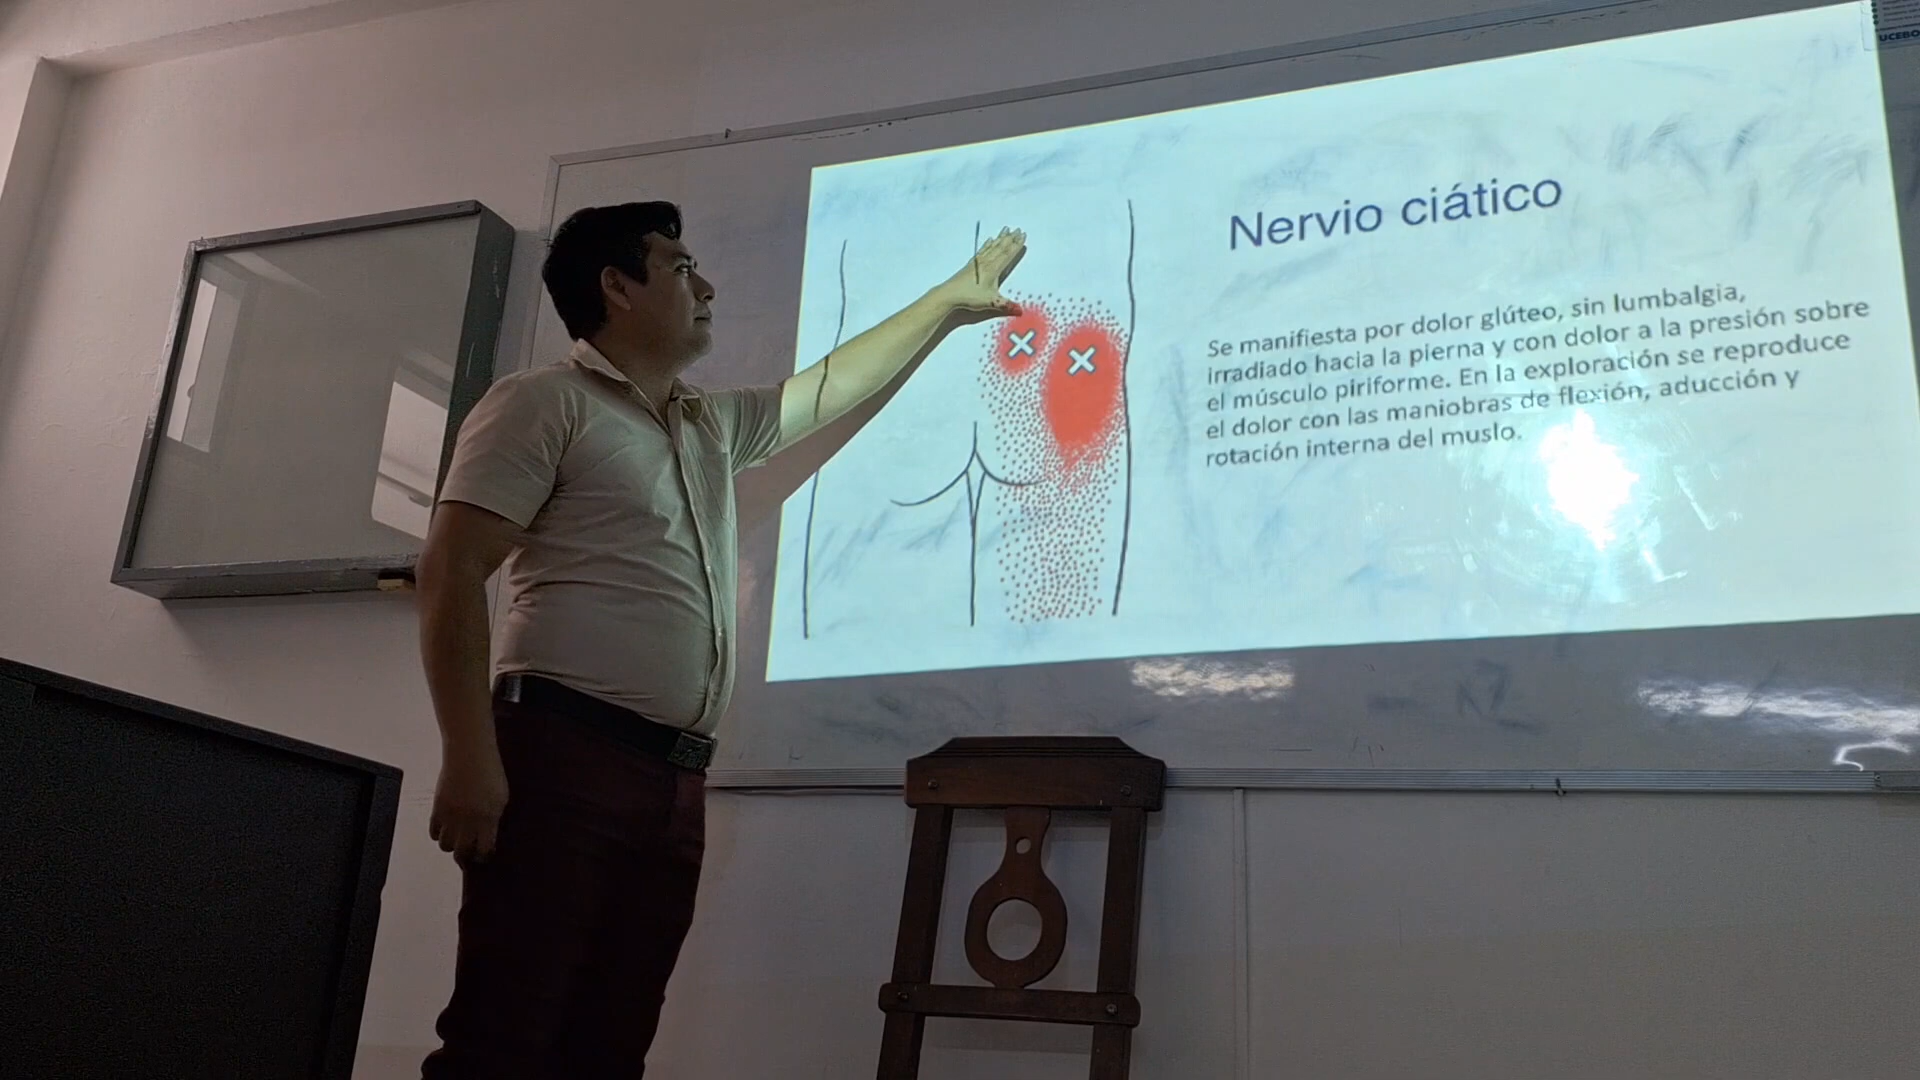 Nervio ciático
Se manifiesta por dolor glúteo, sin lumbalgia,
irradiado hacia la pierna y con dolor a la presión sobre
el músculo piriforme. En la exploración se reproduce
el dolor con las maniobras de flexión, aducción y
rotación interna del muslo.